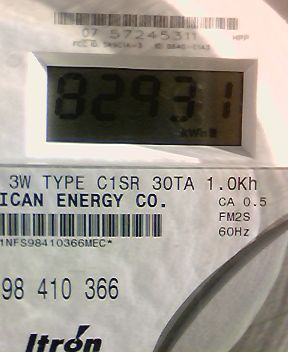 07 57245311 HPP
82931
kWh
3W TYPE C1SR 30TA 1.0Kh
ICAN ENERGY CO. CA 0.5
FM2S
1NFS98410366MEC* 60Hz
98 410 366
Itron